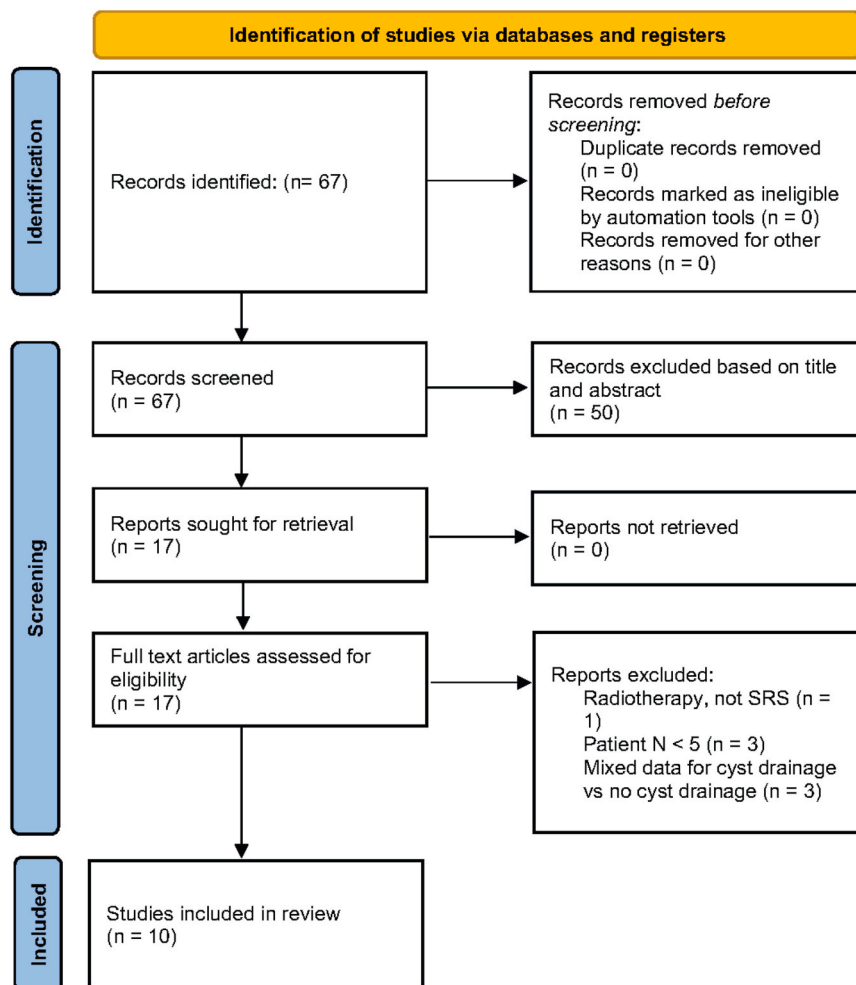 Identification of studies via databases and registers
Identification
Records identified: (n= 67)
Records removed before
screening:
Duplicate records removed
(n = 0)
Records marked as ineligible
by automation tools (n = 0)
Records removed for other
reasons (n = 0)
Screening
Records screened
(n = 67)
Records excluded based on title
and abstract
(n = 50)
Reports sought for retrieval
(n = 17)
Reports not retrieved
(n = 0)
Full text articles assessed for
eligibility
(n = 17)
Reports excluded:
Radiotherapy, not SRS (n =
1)
Patient N < 5 (n = 3)
Mixed data for cyst drainage
vs no cyst drainage (n = 3)
Included
Studies included in review
(n = 10)